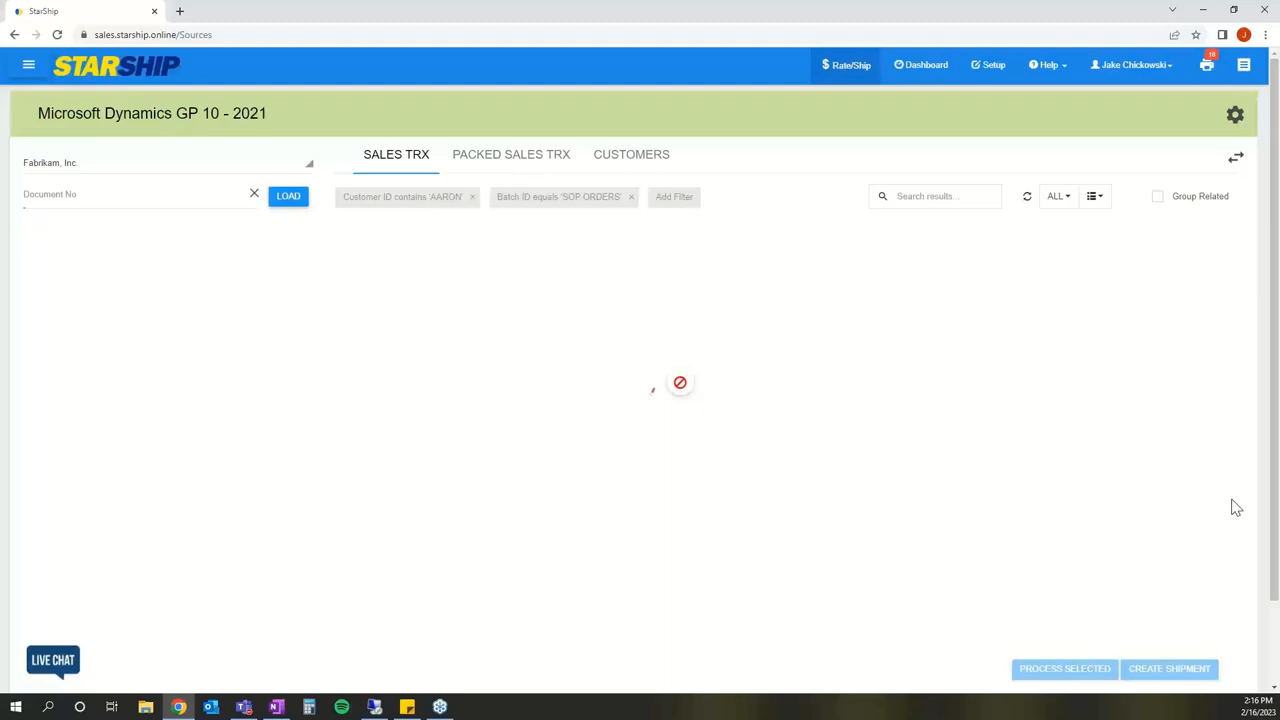 StarShip
sales.starship.online/Sources
STARSHIP
$ Rate/Ship
Dashboard
Setup
Help
Jake Chickowski
18
Microsoft Dynamics GP 10 - 2021
Fabrikam, Inc.
SALES TRX
PACKED SALES TRX
CUSTOMERS
Document No
LOAD
Customer ID contains 'AARON'
Batch ID equals 'SOP ORDERS'
Add Filter
Search results...
ALL
Group Related
LIVE CHAT
PROCESS SELECTED
CREATE SHIPMENT
2:16 PM
2/16/2023